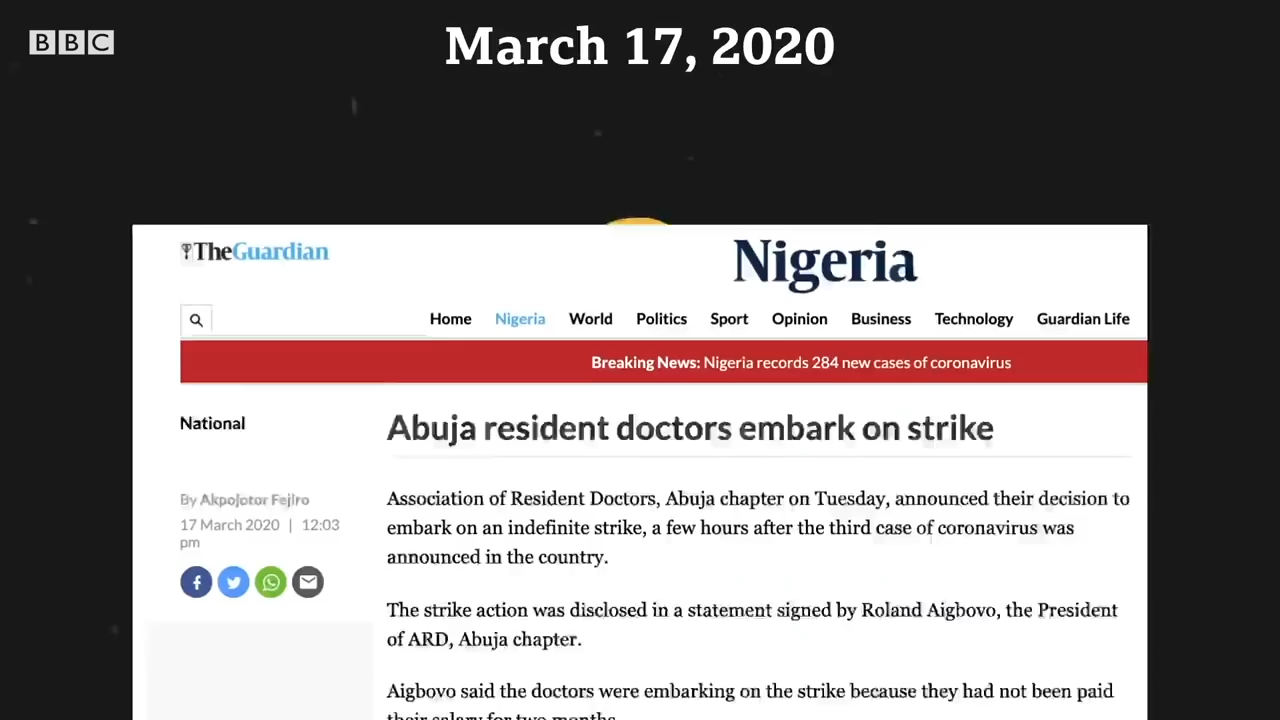 BBC
March 17, 2020
TheGuardian
Nigeria
Home Nigeria World Politics Sport Opinion Business Technology Guardian Life
Breaking News: Nigeria records 284 new cases of coronavirus
National
Abuja resident doctors embark on strike
By Akpojotor Fejiro
17 March 2020 | 12:03
pm
Association of Resident Doctors, Abuja chapter on Tuesday, announced their decision to
embark on an indefinite strike, a few hours after the third case of coronavirus was
announced in the country.
The strike action was disclosed in a statement signed by Roland Aigbovo, the President
of ARD, Abuja chapter.
Aigbovo said the doctors were embarking on the strike because they had not been paid
their salary for two months.